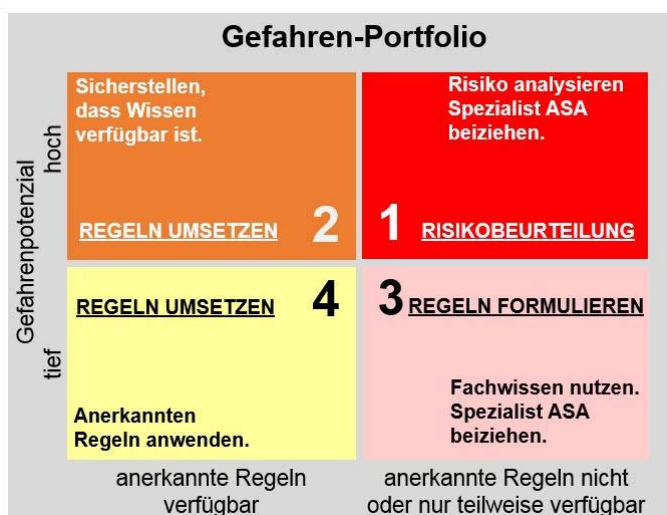 Gefahren-Portfolio
Gefahrenpotenzial
hoch
tief
Sicherstellen,
dass Wissen
verfügbar ist.
REGELN UMSETZEN 2
Risiko analysieren
Spezialist ASA
beiziehen.
1 RISIKOBEURTEILUNG
REGELN UMSETZEN 4
Anerkannten
Regeln anwenden.
3 REGELN FORMULIEREN
Fachwissen nutzen.
Spezialist ASA
beiziehen.
anerkannte Regeln
verfügbar
anerkannte Regeln nicht
oder nur teilweise verfügbar